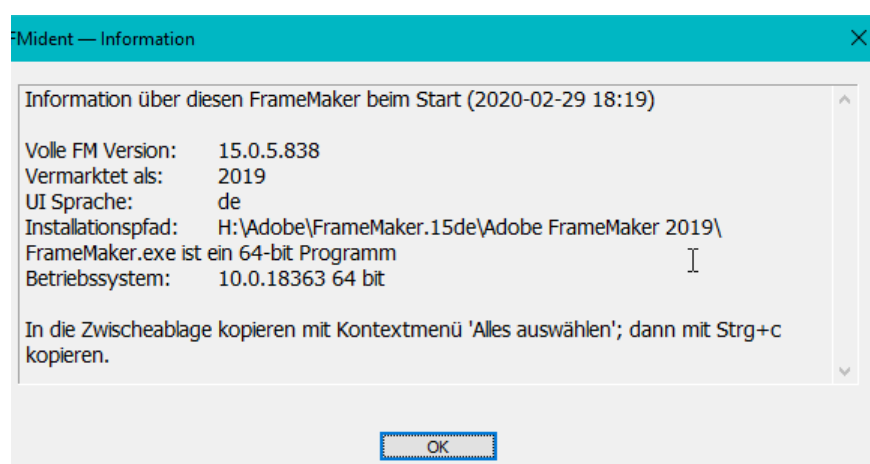 FMident — Information
Information über diesen FrameMaker beim Start (2020-02-29 18:19)
Volle FM Version: 15.0.5.838
Vermarktet als: 2019
UI Sprache: de
Installationspfad: H:\Adobe\FrameMaker.15de\Adobe FrameMaker 2019\
FrameMaker.exe ist ein 64-bit Programm
Betriebssystem: 10.0.18363 64 bit
In die Zwischeablage kopieren mit Kontextmenü 'Alles auswählen'; dann mit Strg+c
kopieren.
OK